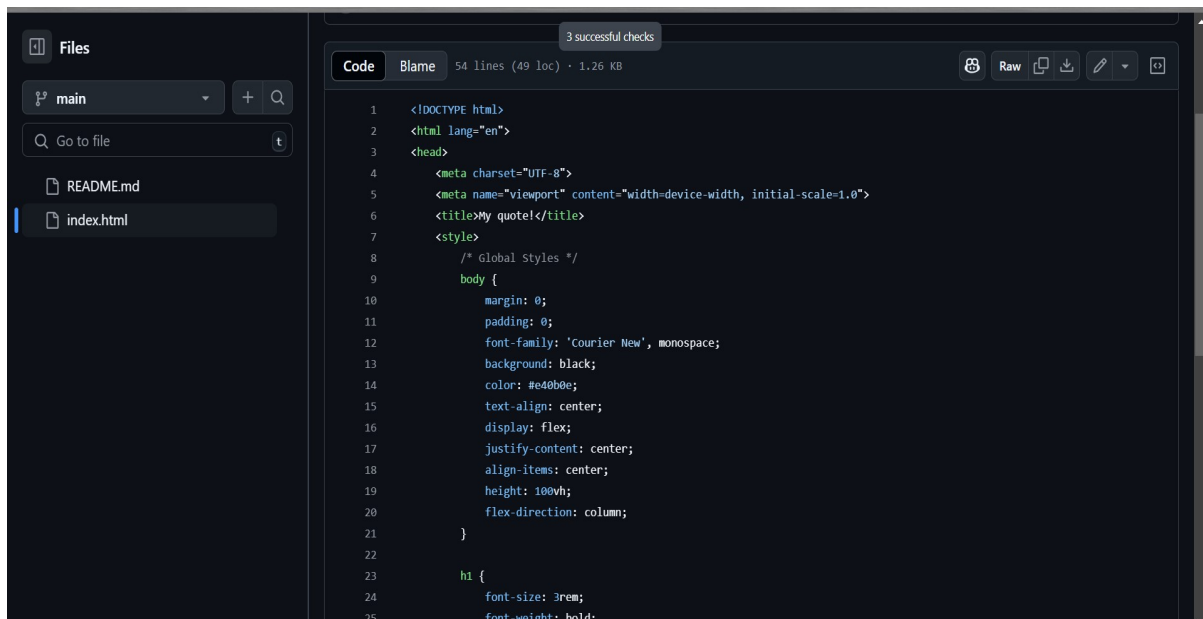 3 successful checks
Files
main
Go to file
t
README.md
index.html
Code Blame 54 lines (49 loc) · 1.26 KB Raw
1 <!DOCTYPE html>
2 <html lang="en">
3 <head>
4 <meta charset="UTF-8">
5 <meta name="viewport" content="width=device-width, initial-scale=1.0">
6 <title>My quote!</title>
7 <style>
8 /* Global Styles */
9 body {
10 margin: 0;
11 padding: 0;
12 font-family: 'Courier New', monospace;
13 background: black;
14 color: #e40b0e;
15 text-align: center;
16 display: flex;
17 justify-content: center;
18 align-items: center;
19 height: 100vh;
20 flex-direction: column;
21 }
22
23 h1 {
24 font-size: 3rem;
25 font-weight: bold;